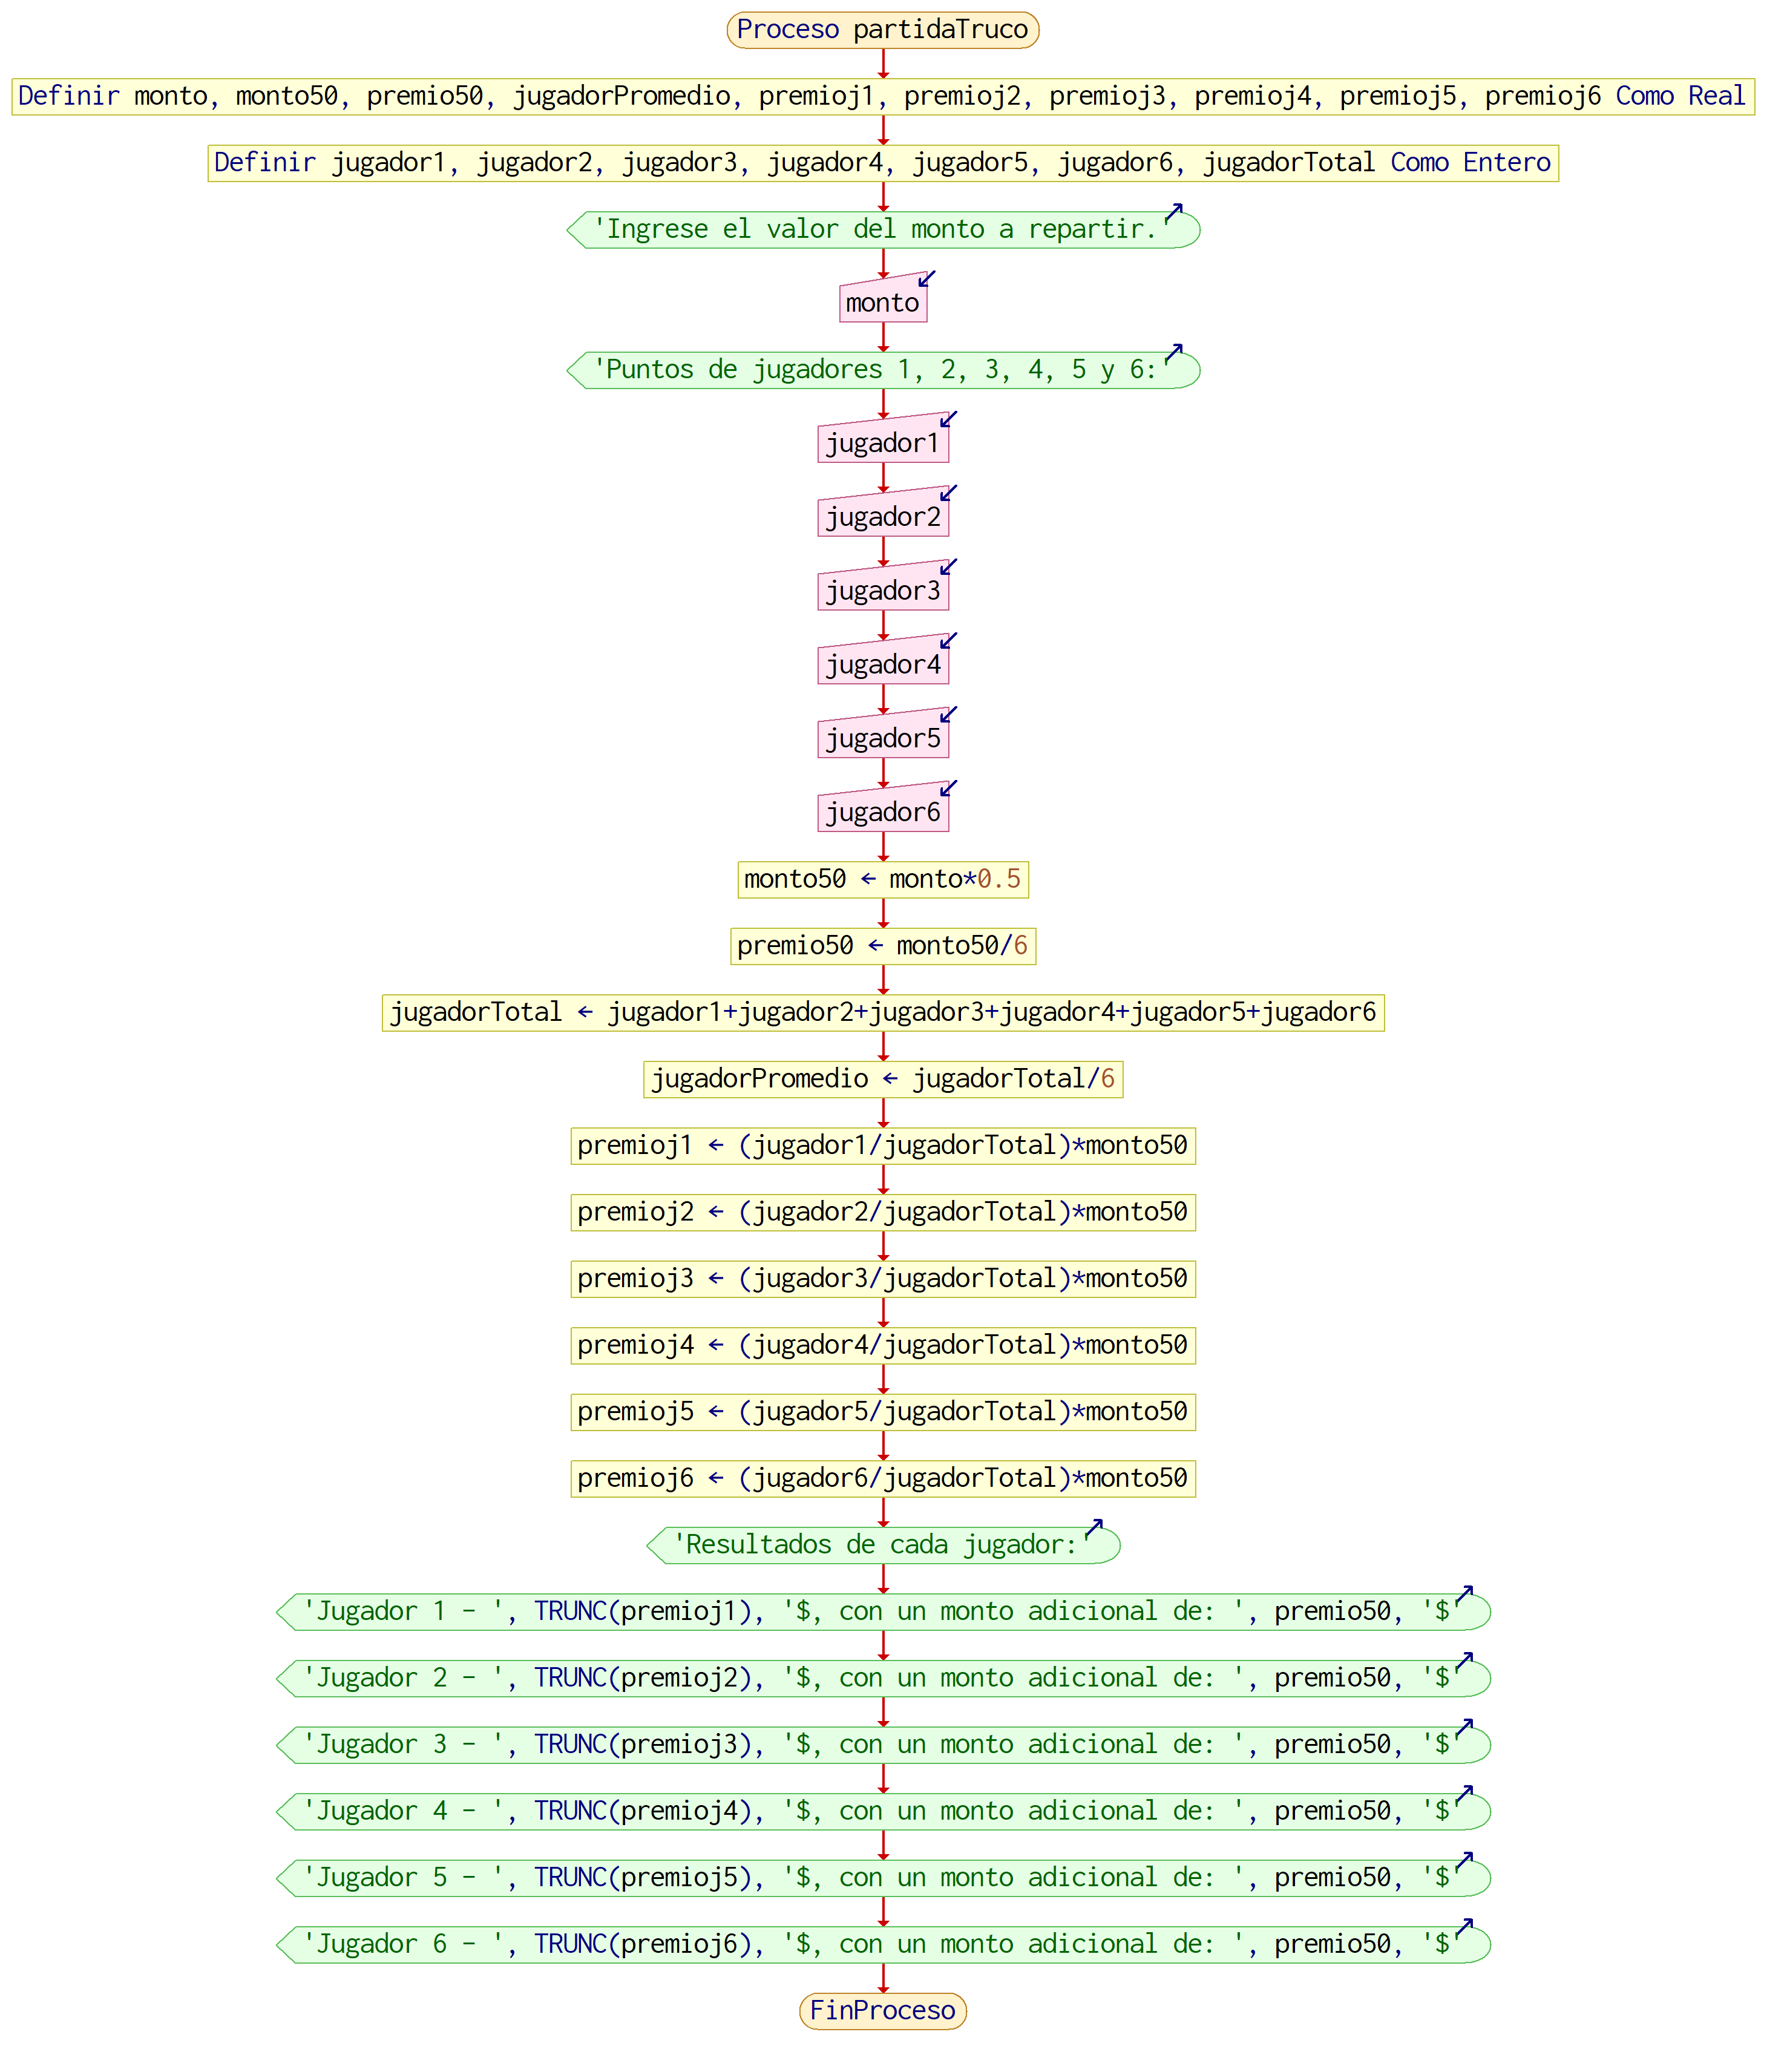 Proceso partidaTruco
Definir monto, monto50, premio50, jugadorPromedio, premioj1, premioj2, premioj3, premioj4, premioj5, premioj6 Como Real
Definir jugador1, jugador2, jugador3, jugador4, jugador5, jugador6, jugadorTotal Como Entero
'Ingrese el valor del monto a repartir.'
monto
'Puntos de jugadores 1, 2, 3, 4, 5 y 6:'
jugador1
jugador2
jugador3
jugador4
jugador5
jugador6
monto50 ← monto*0.5
premio50 ← monto50/6
jugadorTotal ← jugador1+jugador2+jugador3+jugador4+jugador5+jugador6
jugadorPromedio ← jugadorTotal/6
premioj1 ← (jugador1/jugadorTotal)*monto50
premioj2 ← (jugador2/jugadorTotal)*monto50
premioj3 ← (jugador3/jugadorTotal)*monto50
premioj4 ← (jugador4/jugadorTotal)*monto50
premioj5 ← (jugador5/jugadorTotal)*monto50
premioj6 ← (jugador6/jugadorTotal)*monto50
'Resultados de cada jugador:'
'Jugador 1 - ', TRUNC(premioj1), '$, con un monto adicional de: ', premio50, '$'
'Jugador 2 - ', TRUNC(premioj2), '$, con un monto adicional de: ', premio50, '$'
'Jugador 3 - ', TRUNC(premioj3), '$, con un monto adicional de: ', premio50, '$'
'Jugador 4 - ', TRUNC(premioj4), '$, con un monto adicional de: ', premio50, '$'
'Jugador 5 - ', TRUNC(premioj5), '$, con un monto adicional de: ', premio50, '$'
'Jugador 6 - ', TRUNC(premioj6), '$, con un monto adicional de: ', premio50, '$'
FinProceso